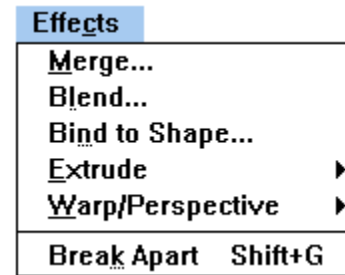 Effects
Merge...
Blend...
Bind to Shape...
Extrude
Warp/Perspective
Break Apart Shift+G